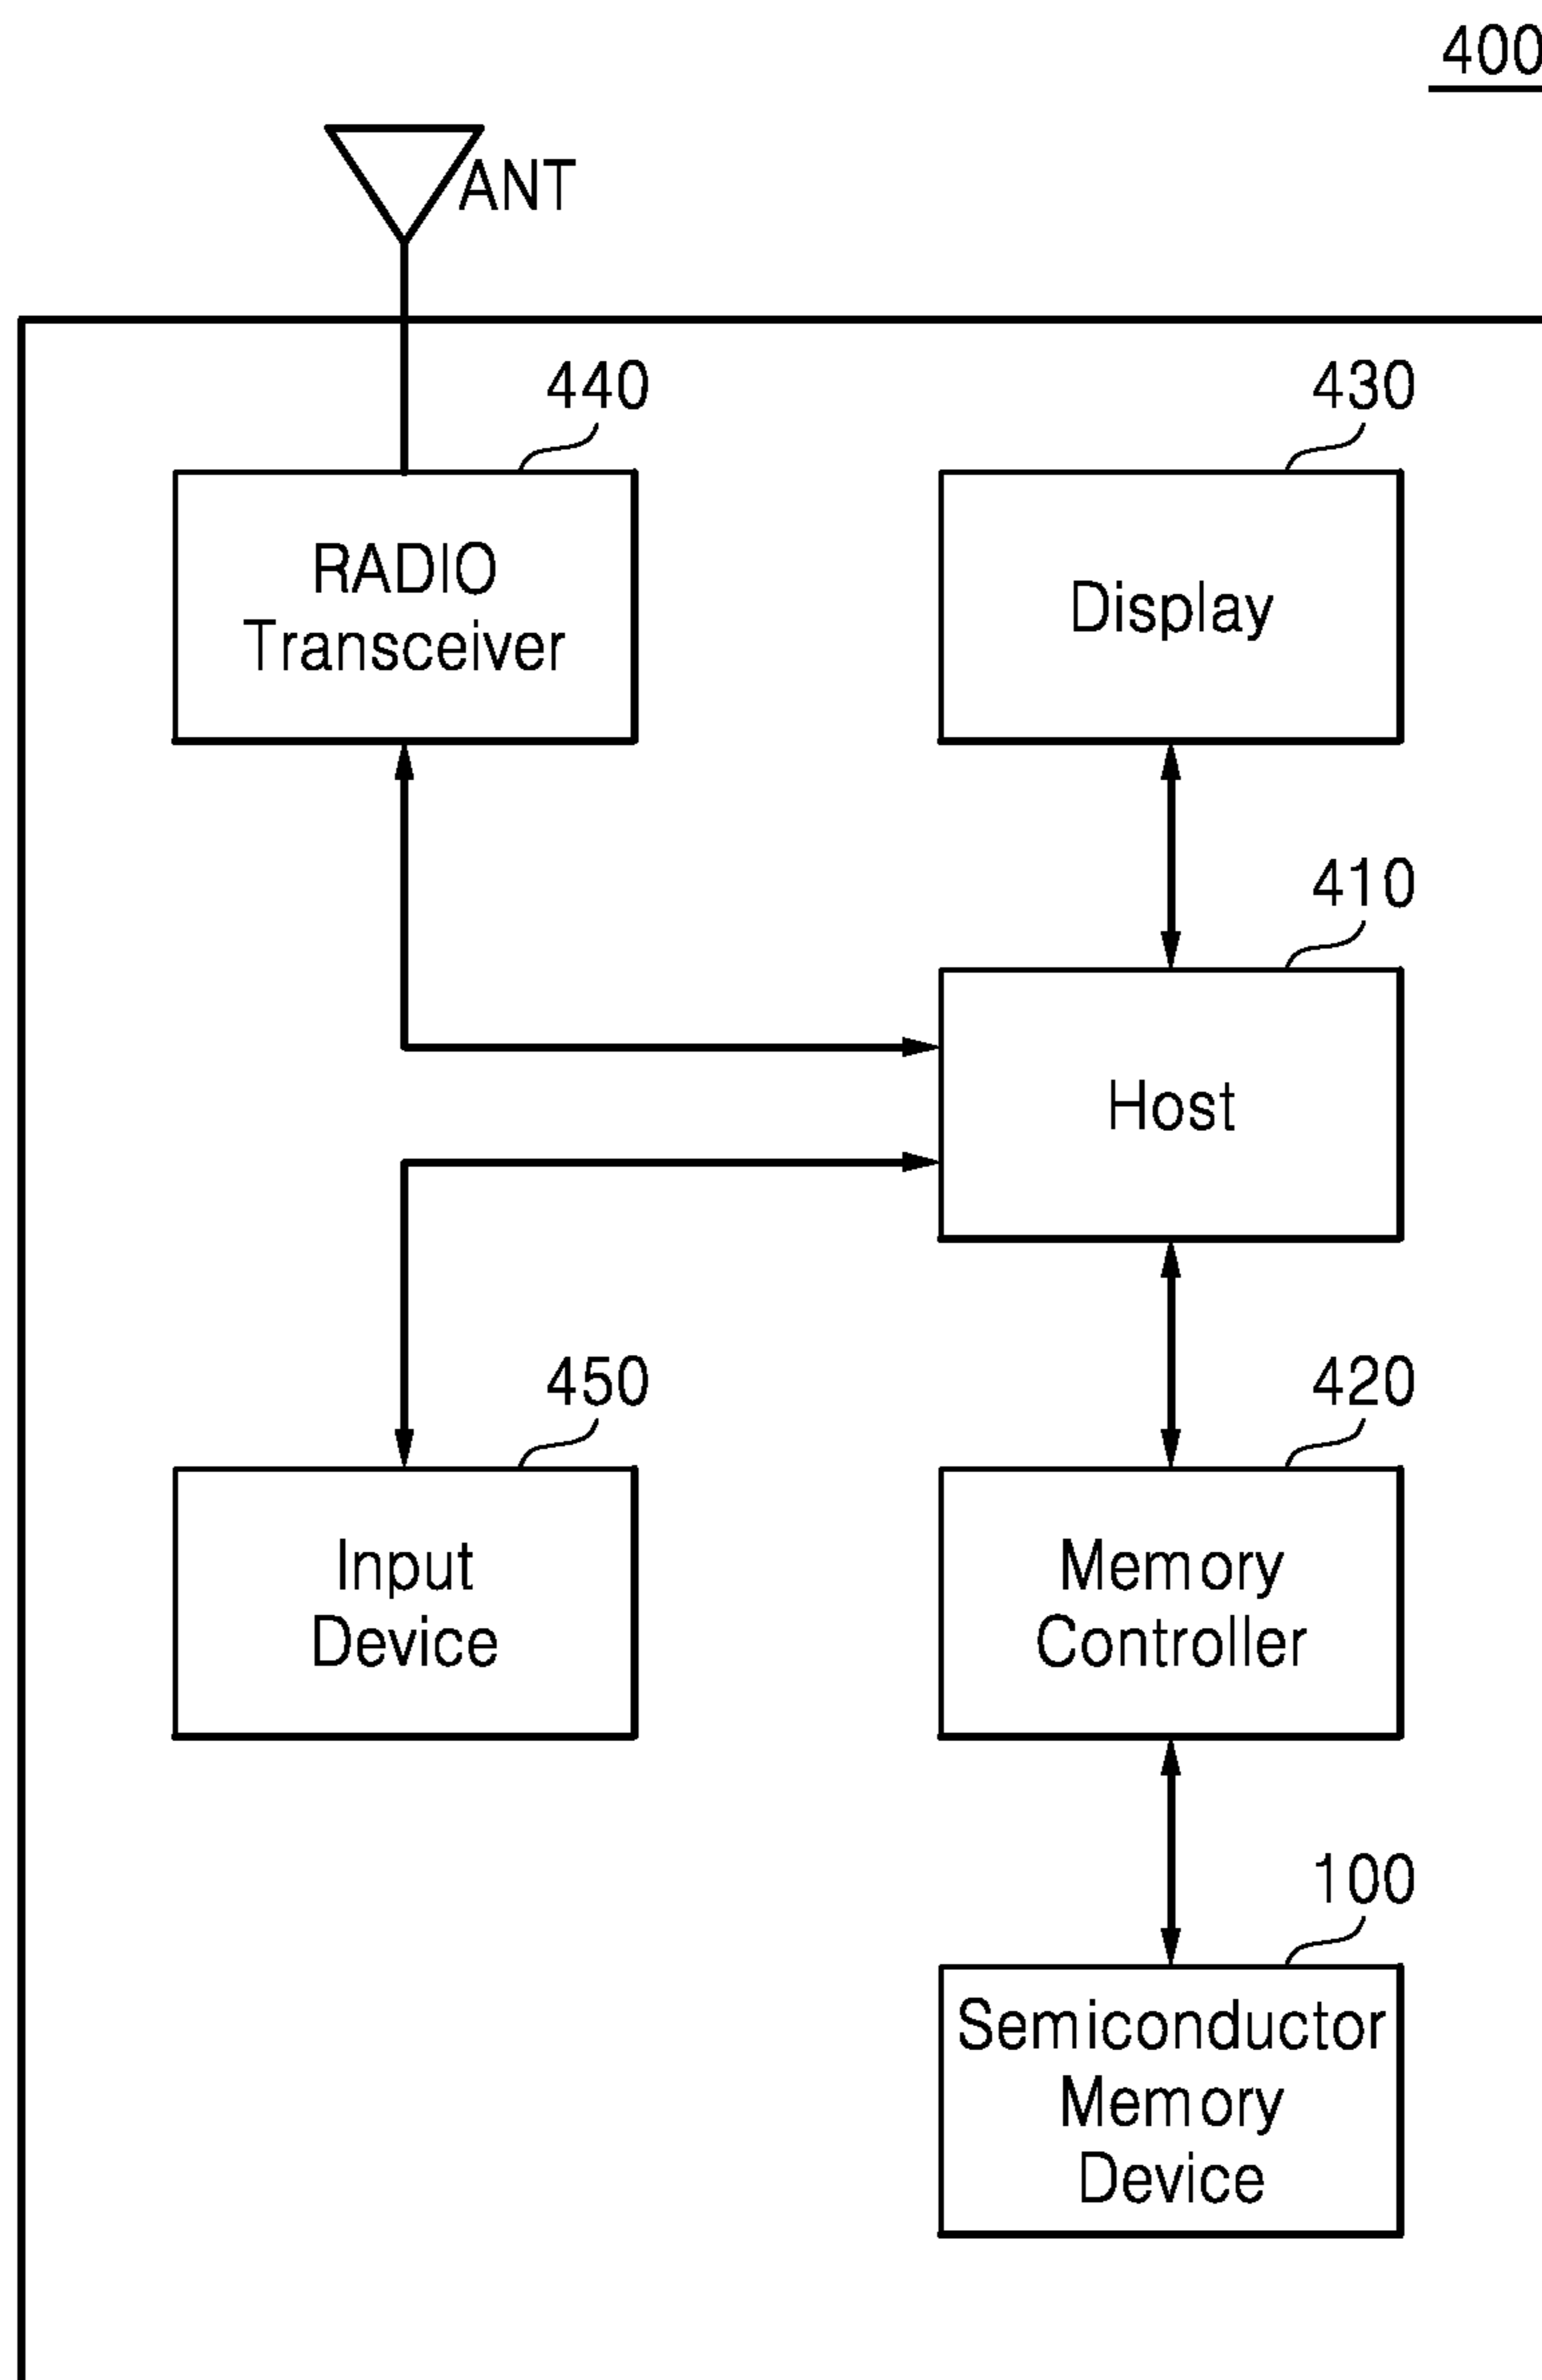 400
ANT
440
430
RADIO
Transceiver
Display
410
Host
450
420
Input
Device
Memory
Controller
100
Semiconductor
Memory
Device